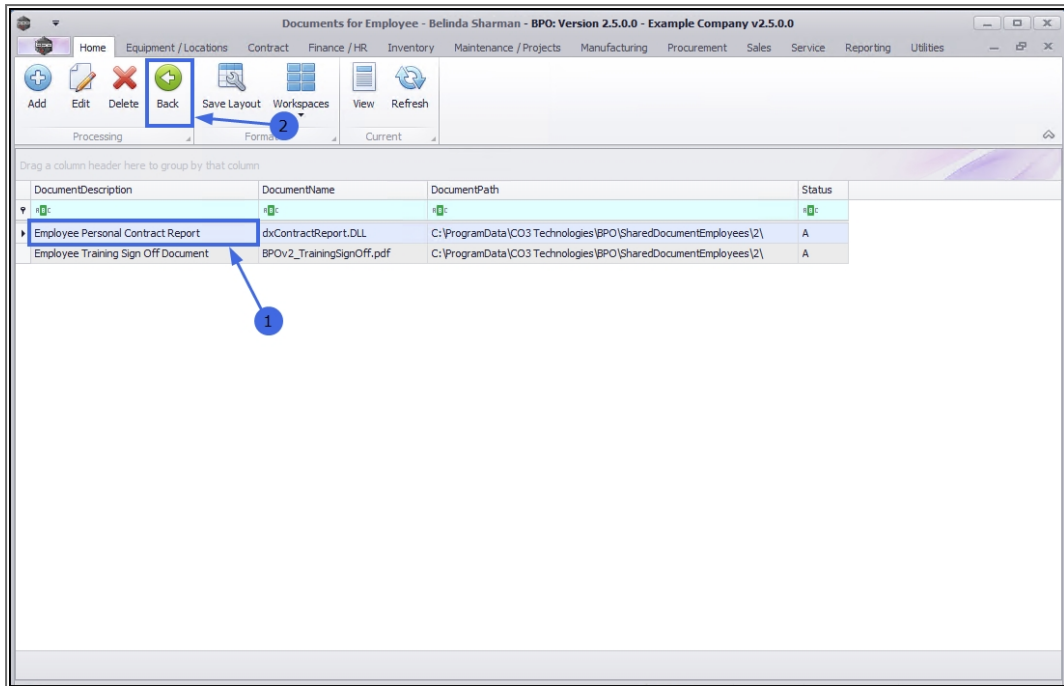 Documents for Employee - Belinda Sharman - BPO: Version 2.5.0.0 - Example Company v2.5.0.0
Home Equipment / Locations Contract Finance / HR Inventory Maintenance / Projects Manufacturing Procurement Sales Service Reporting Utilities
Add Edit Delete Back Save Layout Workspaces View Refresh
2
Processing Format Current
Drag a column header here to group by that column
DocumentDescription DocumentName DocumentPath Status
Employee Personal Contract Report dxContractReport.DLL C:\ProgramData\CO3 Technologies\BPO\SharedDocumentEmployees\2\ A
Employee Training Sign Off Document BPOv2_TrainingSignOff.pdf C:\ProgramData\CO3 Technologies\BPO\SharedDocumentEmployees\2\ A
1